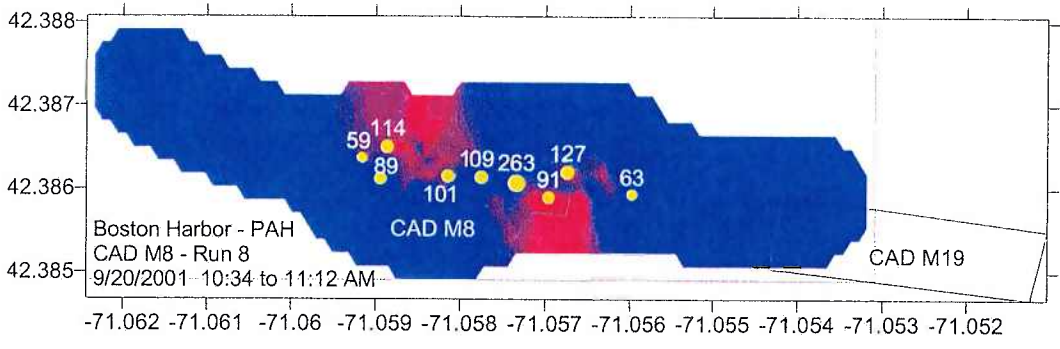 42.388
42.387
42.386
42.385
114
59
89
101
109
263
127
91
63
CAD M8
CAD M19
Boston Harbor - PAH
CAD M8 - Run 8
9/20/2001 10:34 to 11:12 AM
-71.062 -71.061 -71.06 -71.059 -71.058 -71.057 -71.056 -71.055 -71.054 -71.053 -71.052